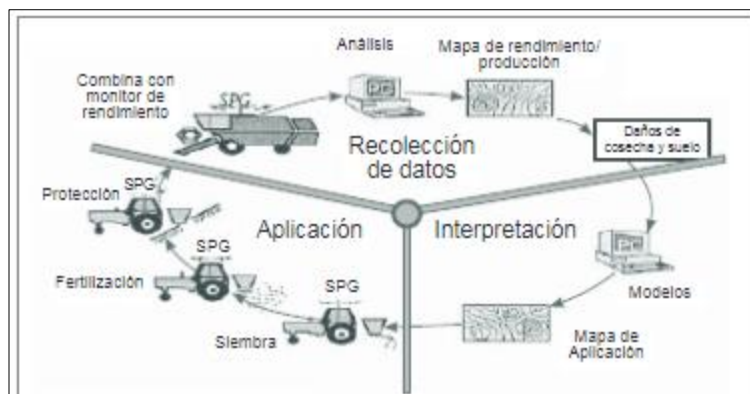 Análisis
Mapa de rendimiento/
producción
Combina con
monitor de
rendimiento
SPG
Recolección
de datos
Daños de
cosecha y suelo
Protección
SPG
Aplicación
Interpretación
SPG
Fertilización
SPG
Siembra
Modelos
Mapa de
Aplicación